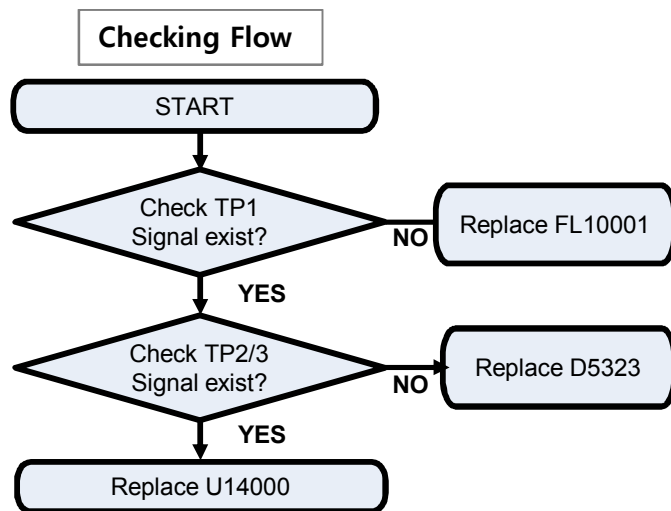 Checking Flow
START
Check TP1
Signal exist?
NO
Replace FL10001
YES
Check TP2/3
Signal exist?
NO
Replace D5323
YES
Replace U14000